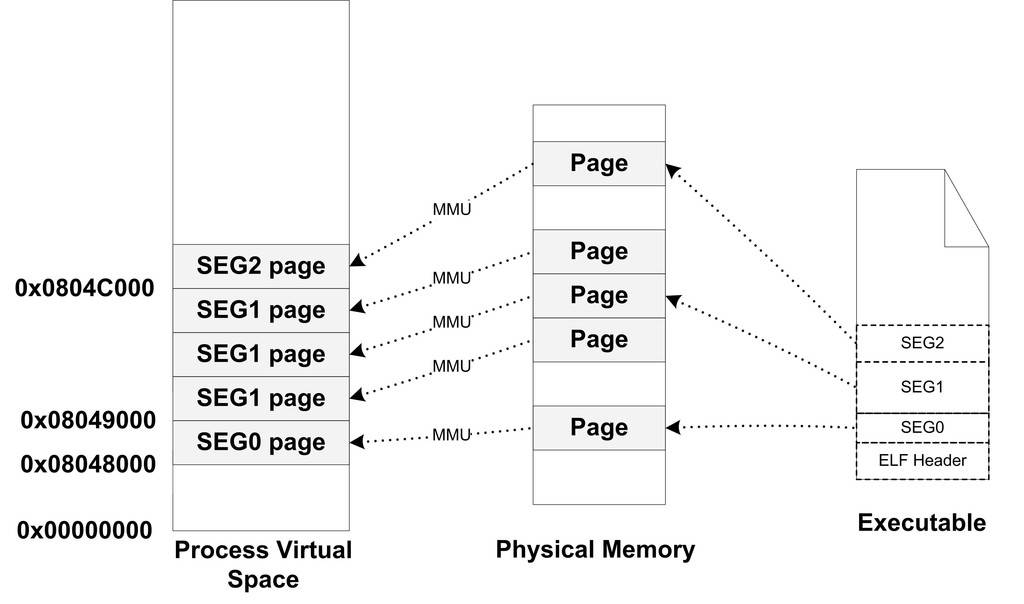 Page
MMU
SEG2 page
Page
MMU
0x0804C000
SEG1 page
MMU
Page
SEG1 page
MMU
Page
SEG2
SEG1 page
SEG1
0x08049000
SEG0 page
MMU
Page
SEG0
0x08048000
ELF Header
0x00000000
Executable
Process Virtual
Space
Physical Memory